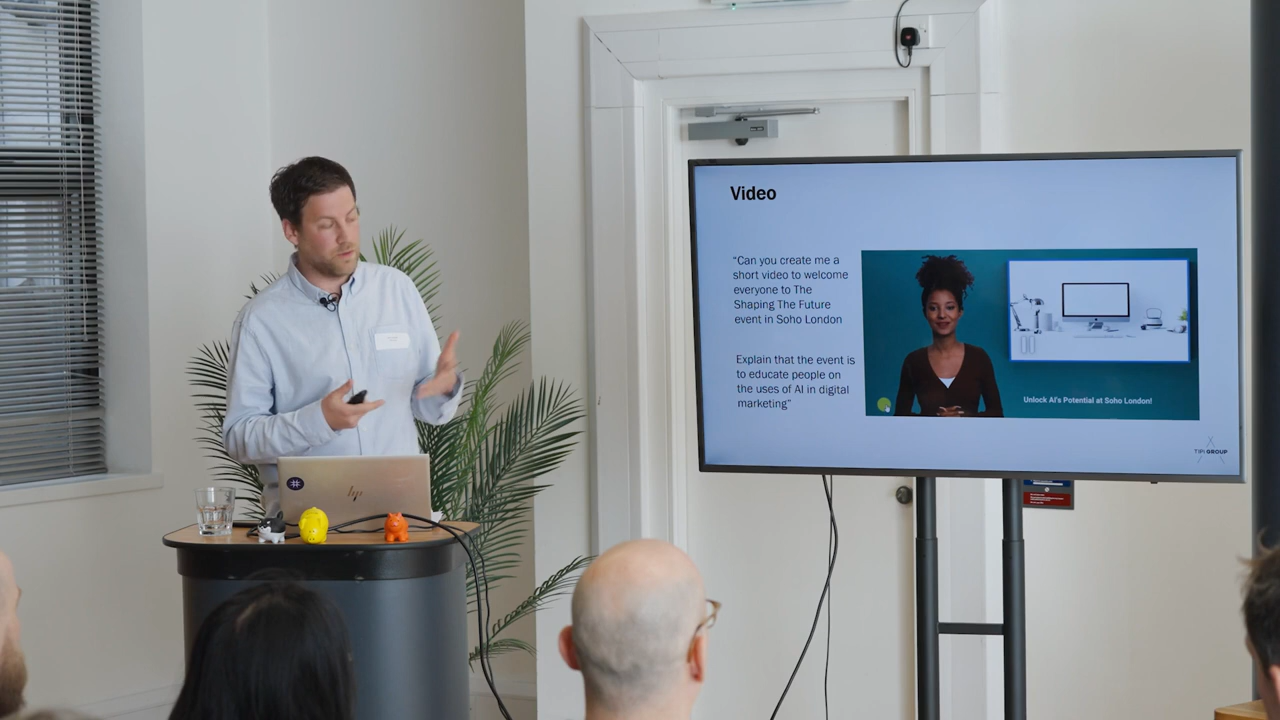 Video
“Can you create me a
short video to welcome
everyone to The
Shaping The Future
event in Soho London
Explain that the event is
to educate people on
the uses of AI in digital
marketing”
Unlock AI's Potential at Soho London!
TIPi GROUP
hp
#